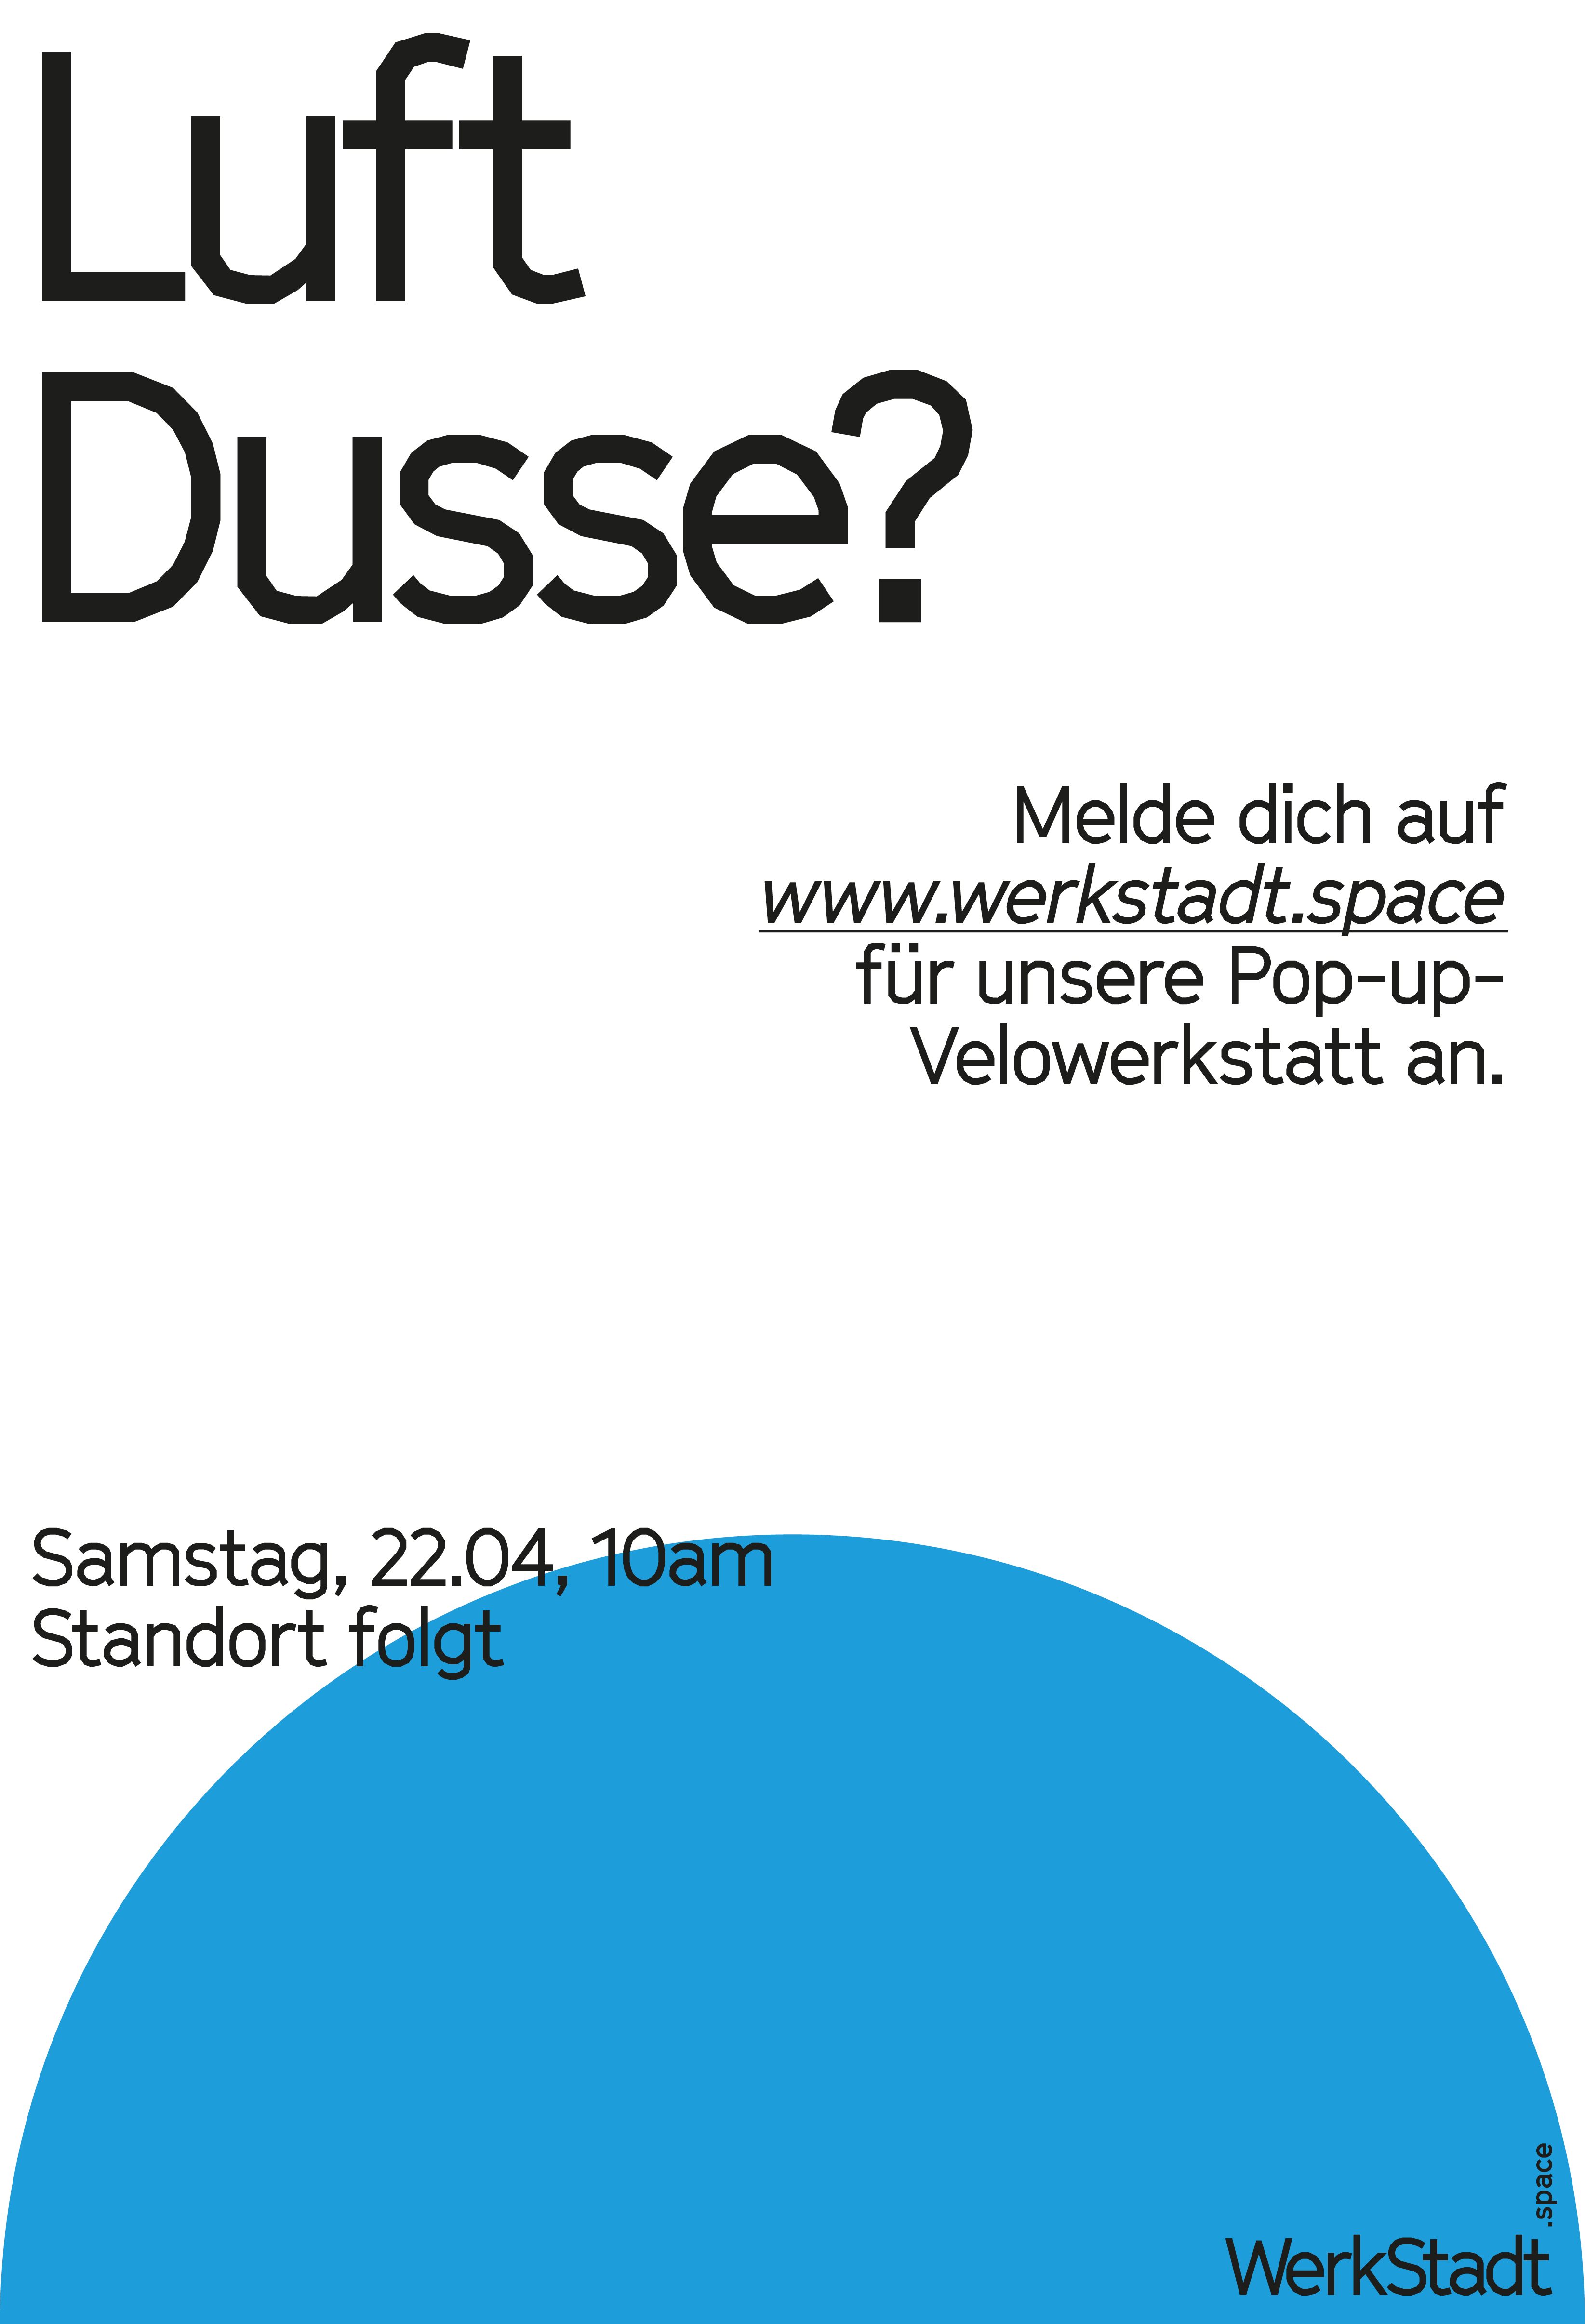 Luft
Dusse?
Melde dich auf
www.werkstadt.space
für unsere Pop-up-
Velowerkstatt an.
Samstag, 22.04, 10am
Standort folgt
WerkStadt
.space